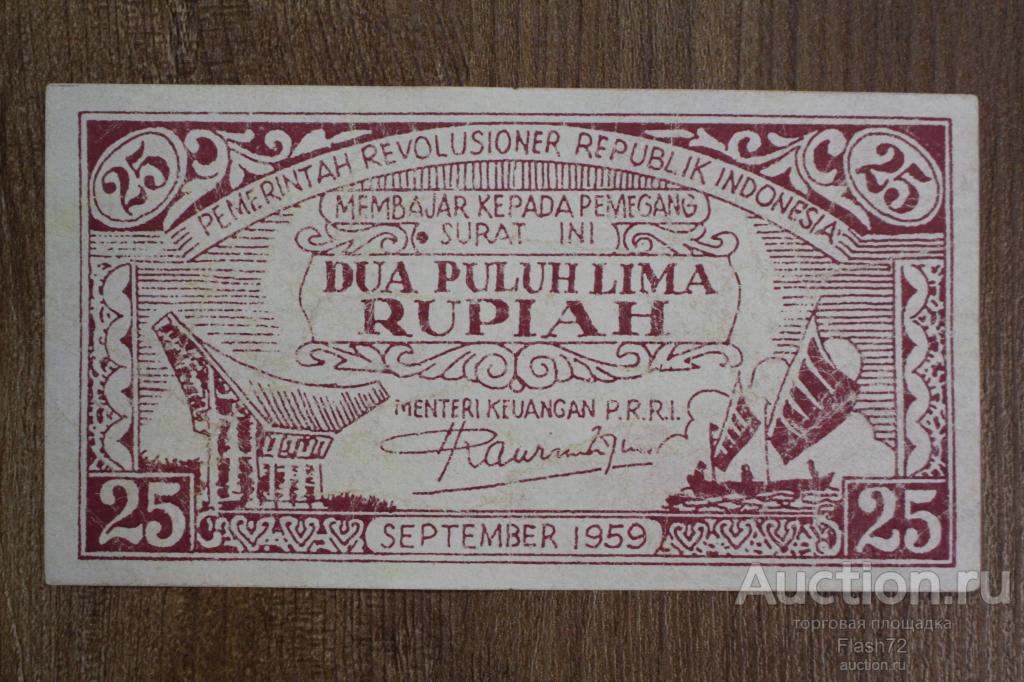 25
25
PEMERINTAH REVOLUSIONER REPUBLIK INDONESIA
MEMBAJAR KEPADA PEMEGANG
SURAT INI
DUA PULUH LIMA
RUPIAH
MENTERI KEUANGAN P.R.R.I.
25
25
SEPTEMBER 1959
Auction.ru
торговая площадка
Flash72
auction.ru